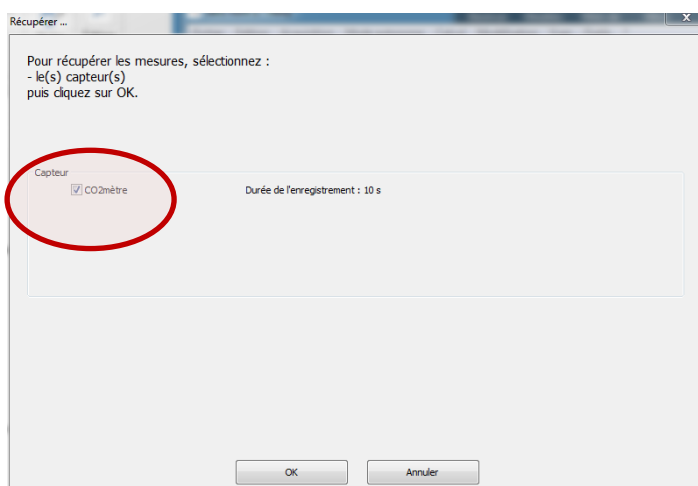 Récupérer ...
x
Pour récupérer les mesures, sélectionnez :
- le(s) capteur(s)
puis cliquez sur OK.
Capteur
CO2mètre Durée de l'enregistrement : 10 s
OK Annuler